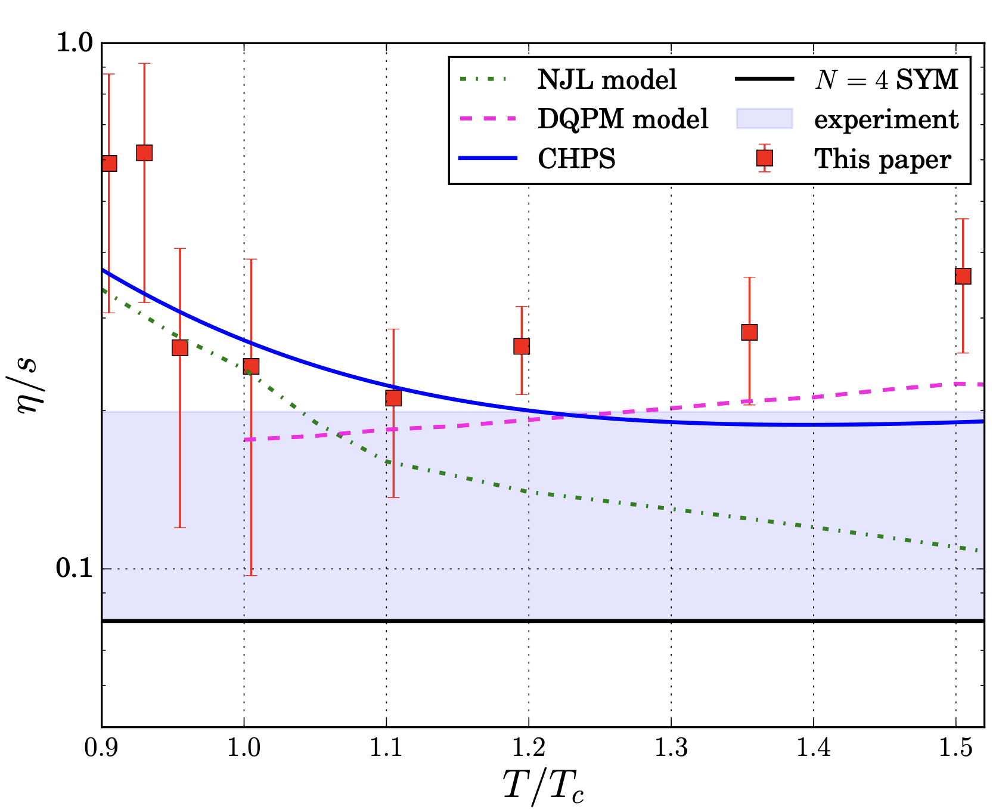 1.0
NJL model
N = 4 SYM
DQPM model
experiment
CHPS
This paper
η/s
0.1
0.9 1.0 1.1 1.2 1.3 1.4 1.5
T/T_c